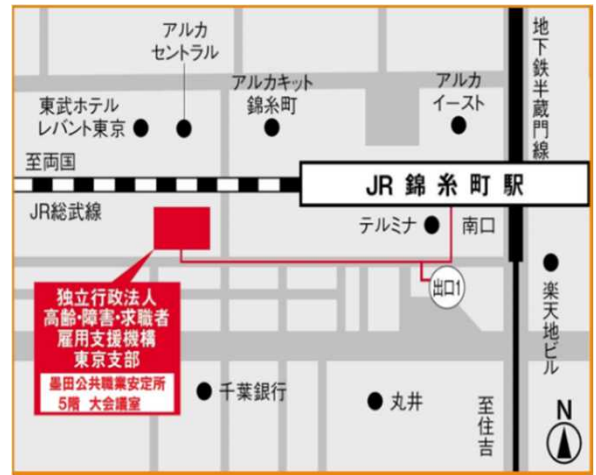 アルカ
セントラル
アルカキット
錦糸町
アルカ
イースト
東武ホテル
レバント東京
地下鉄半蔵門線
至両国
JR錦糸町駅
JR総武線
テルミナ
南口
出口1
楽天地ビル
独立行政法人
高齢・障害・求職者
雇用支援機構
東京支部
墨田公共職業安定所
5階 大会議室
千葉銀行
丸井
至住吉
N